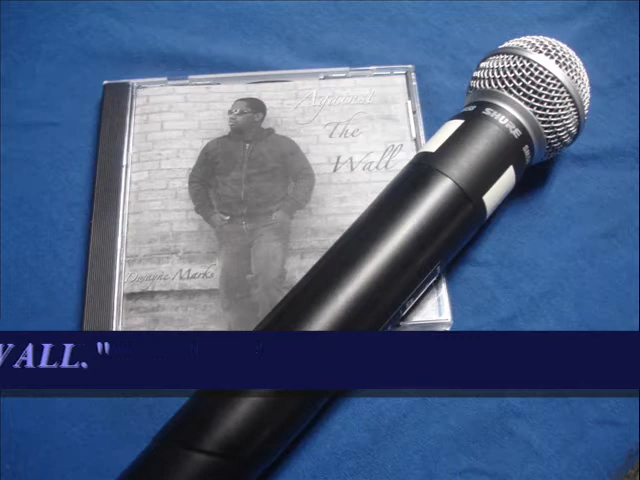 Against
The
Wall
Dwayne Marks
SHURE
WALL."